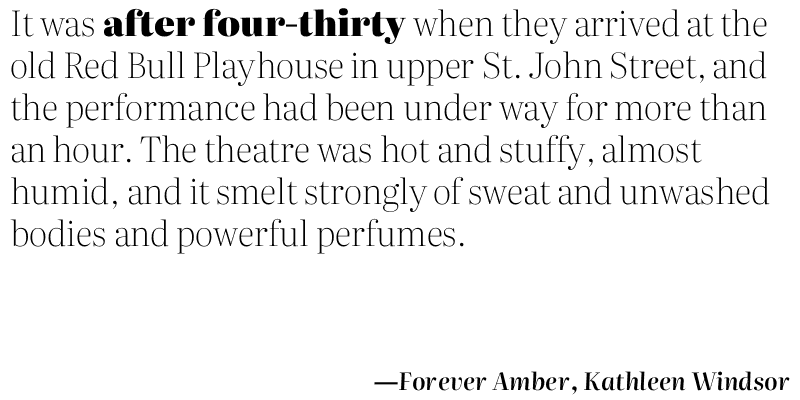 It was after four-thirty when they arrived at the
old Red Bull Playhouse in upper St. John Street, and
the performance had been under way for more than
an hour. The theatre was hot and stuffy, almost
humid, and it smelt strongly of sweat and unwashed
bodies and powerful perfumes.
—Forever Amber, Kathleen Windsor